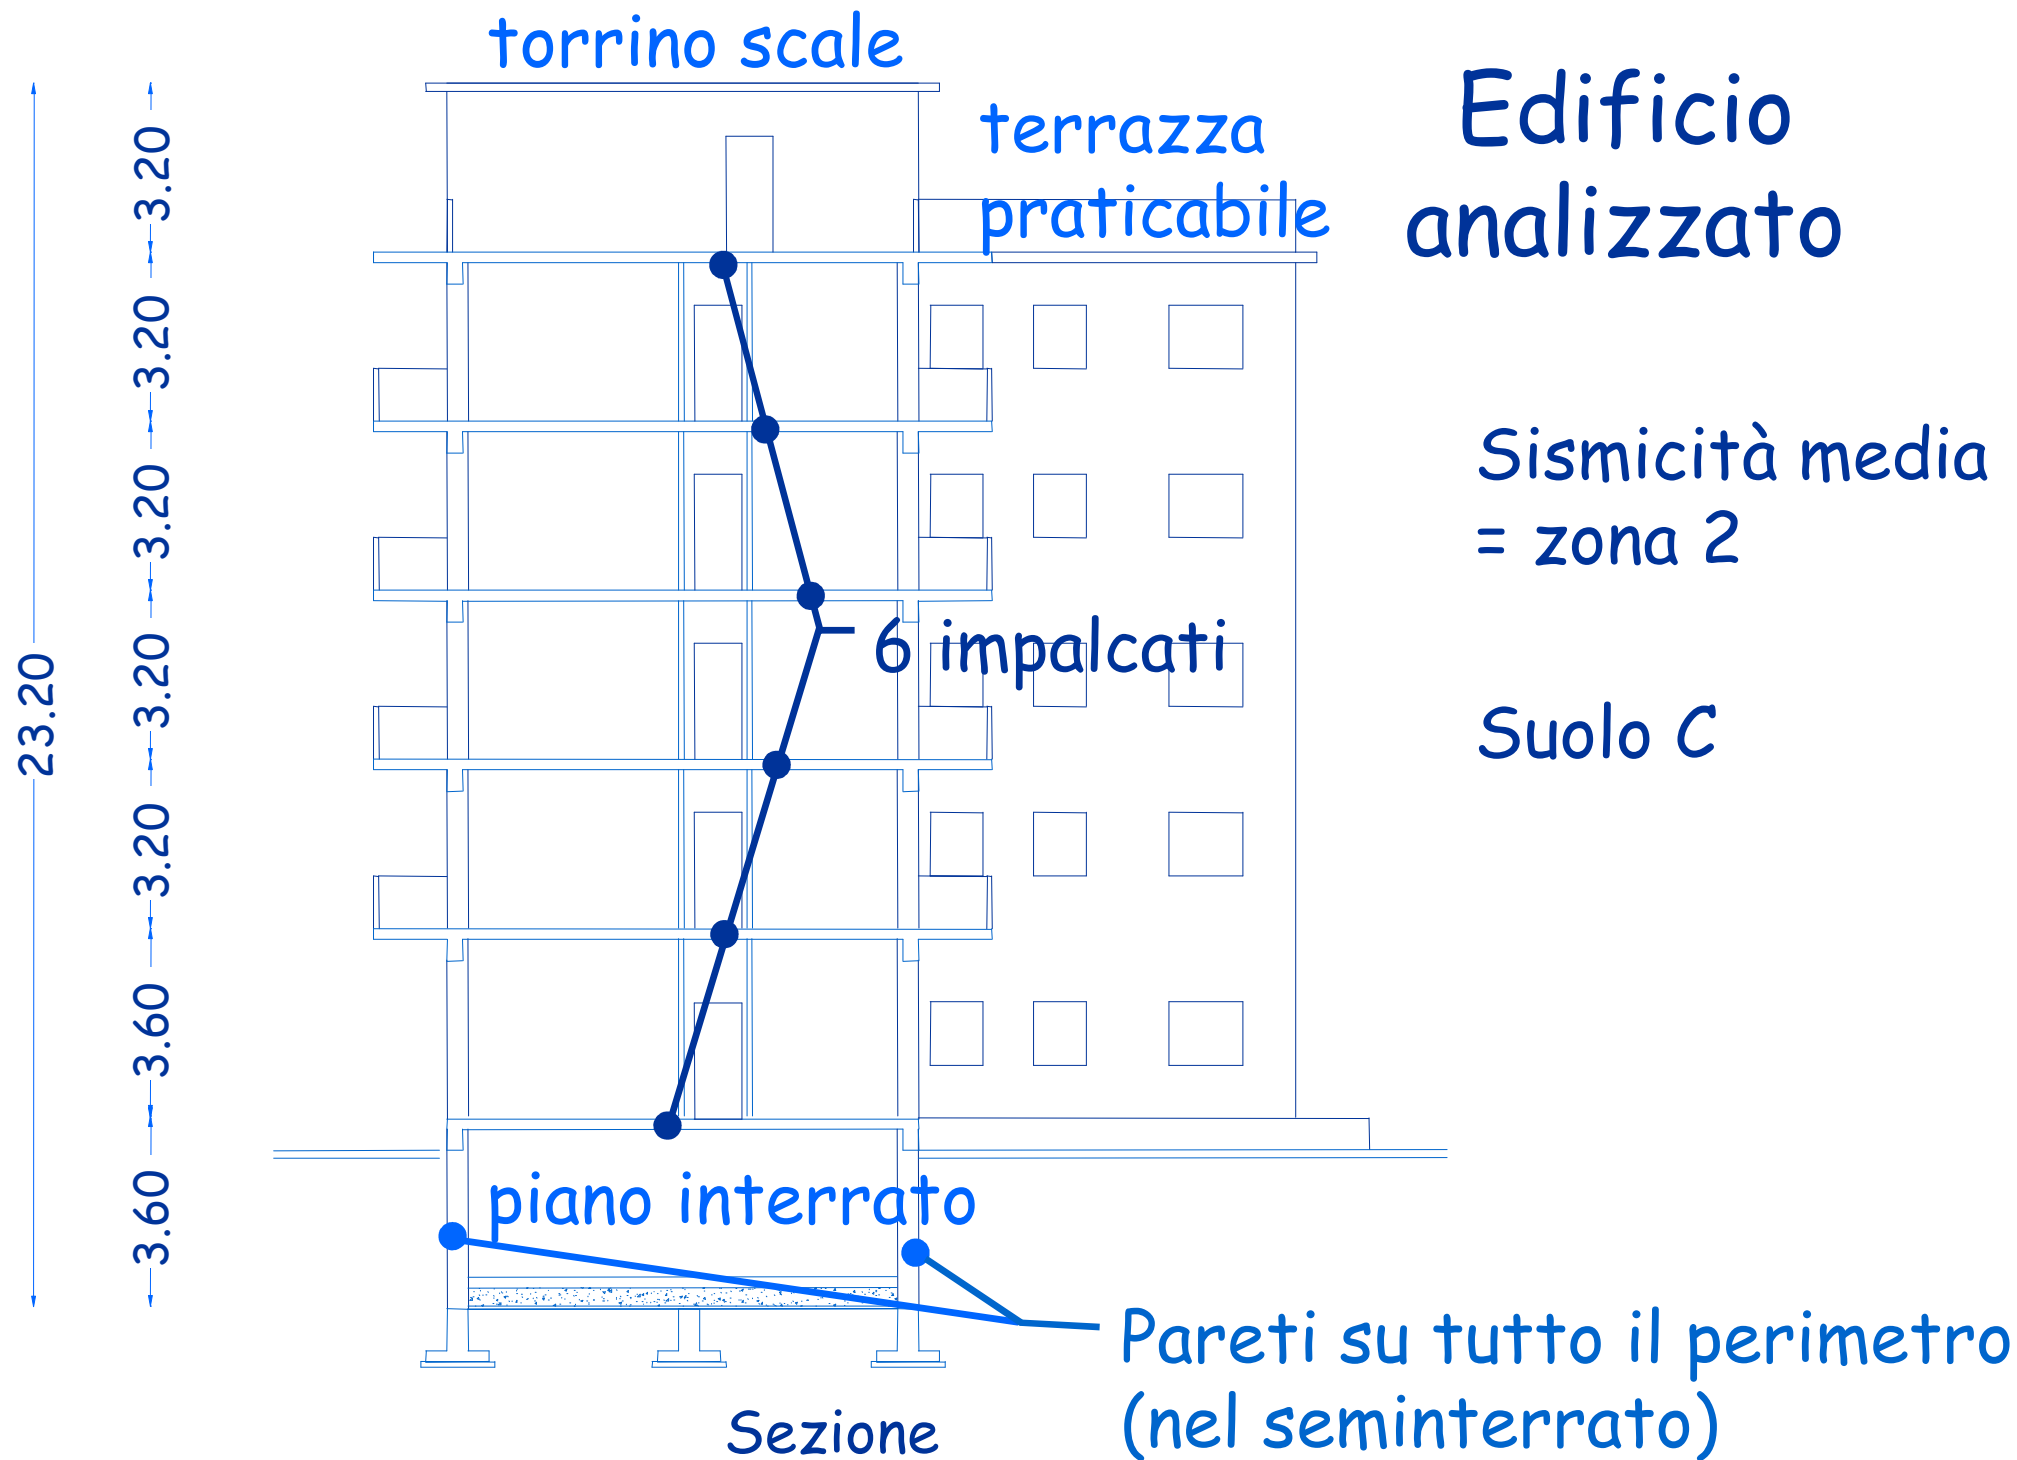 torrino scale
Edificio
analizzato
terrazza
praticabile
3.20
3.20
3.20
3.20
3.20
3.60
3.60
23.20
Sismicità media
= zona 2
6 impalcati
Suolo C
piano interrato
Pareti su tutto il perimetro
(nel seminterrato)
Sezione